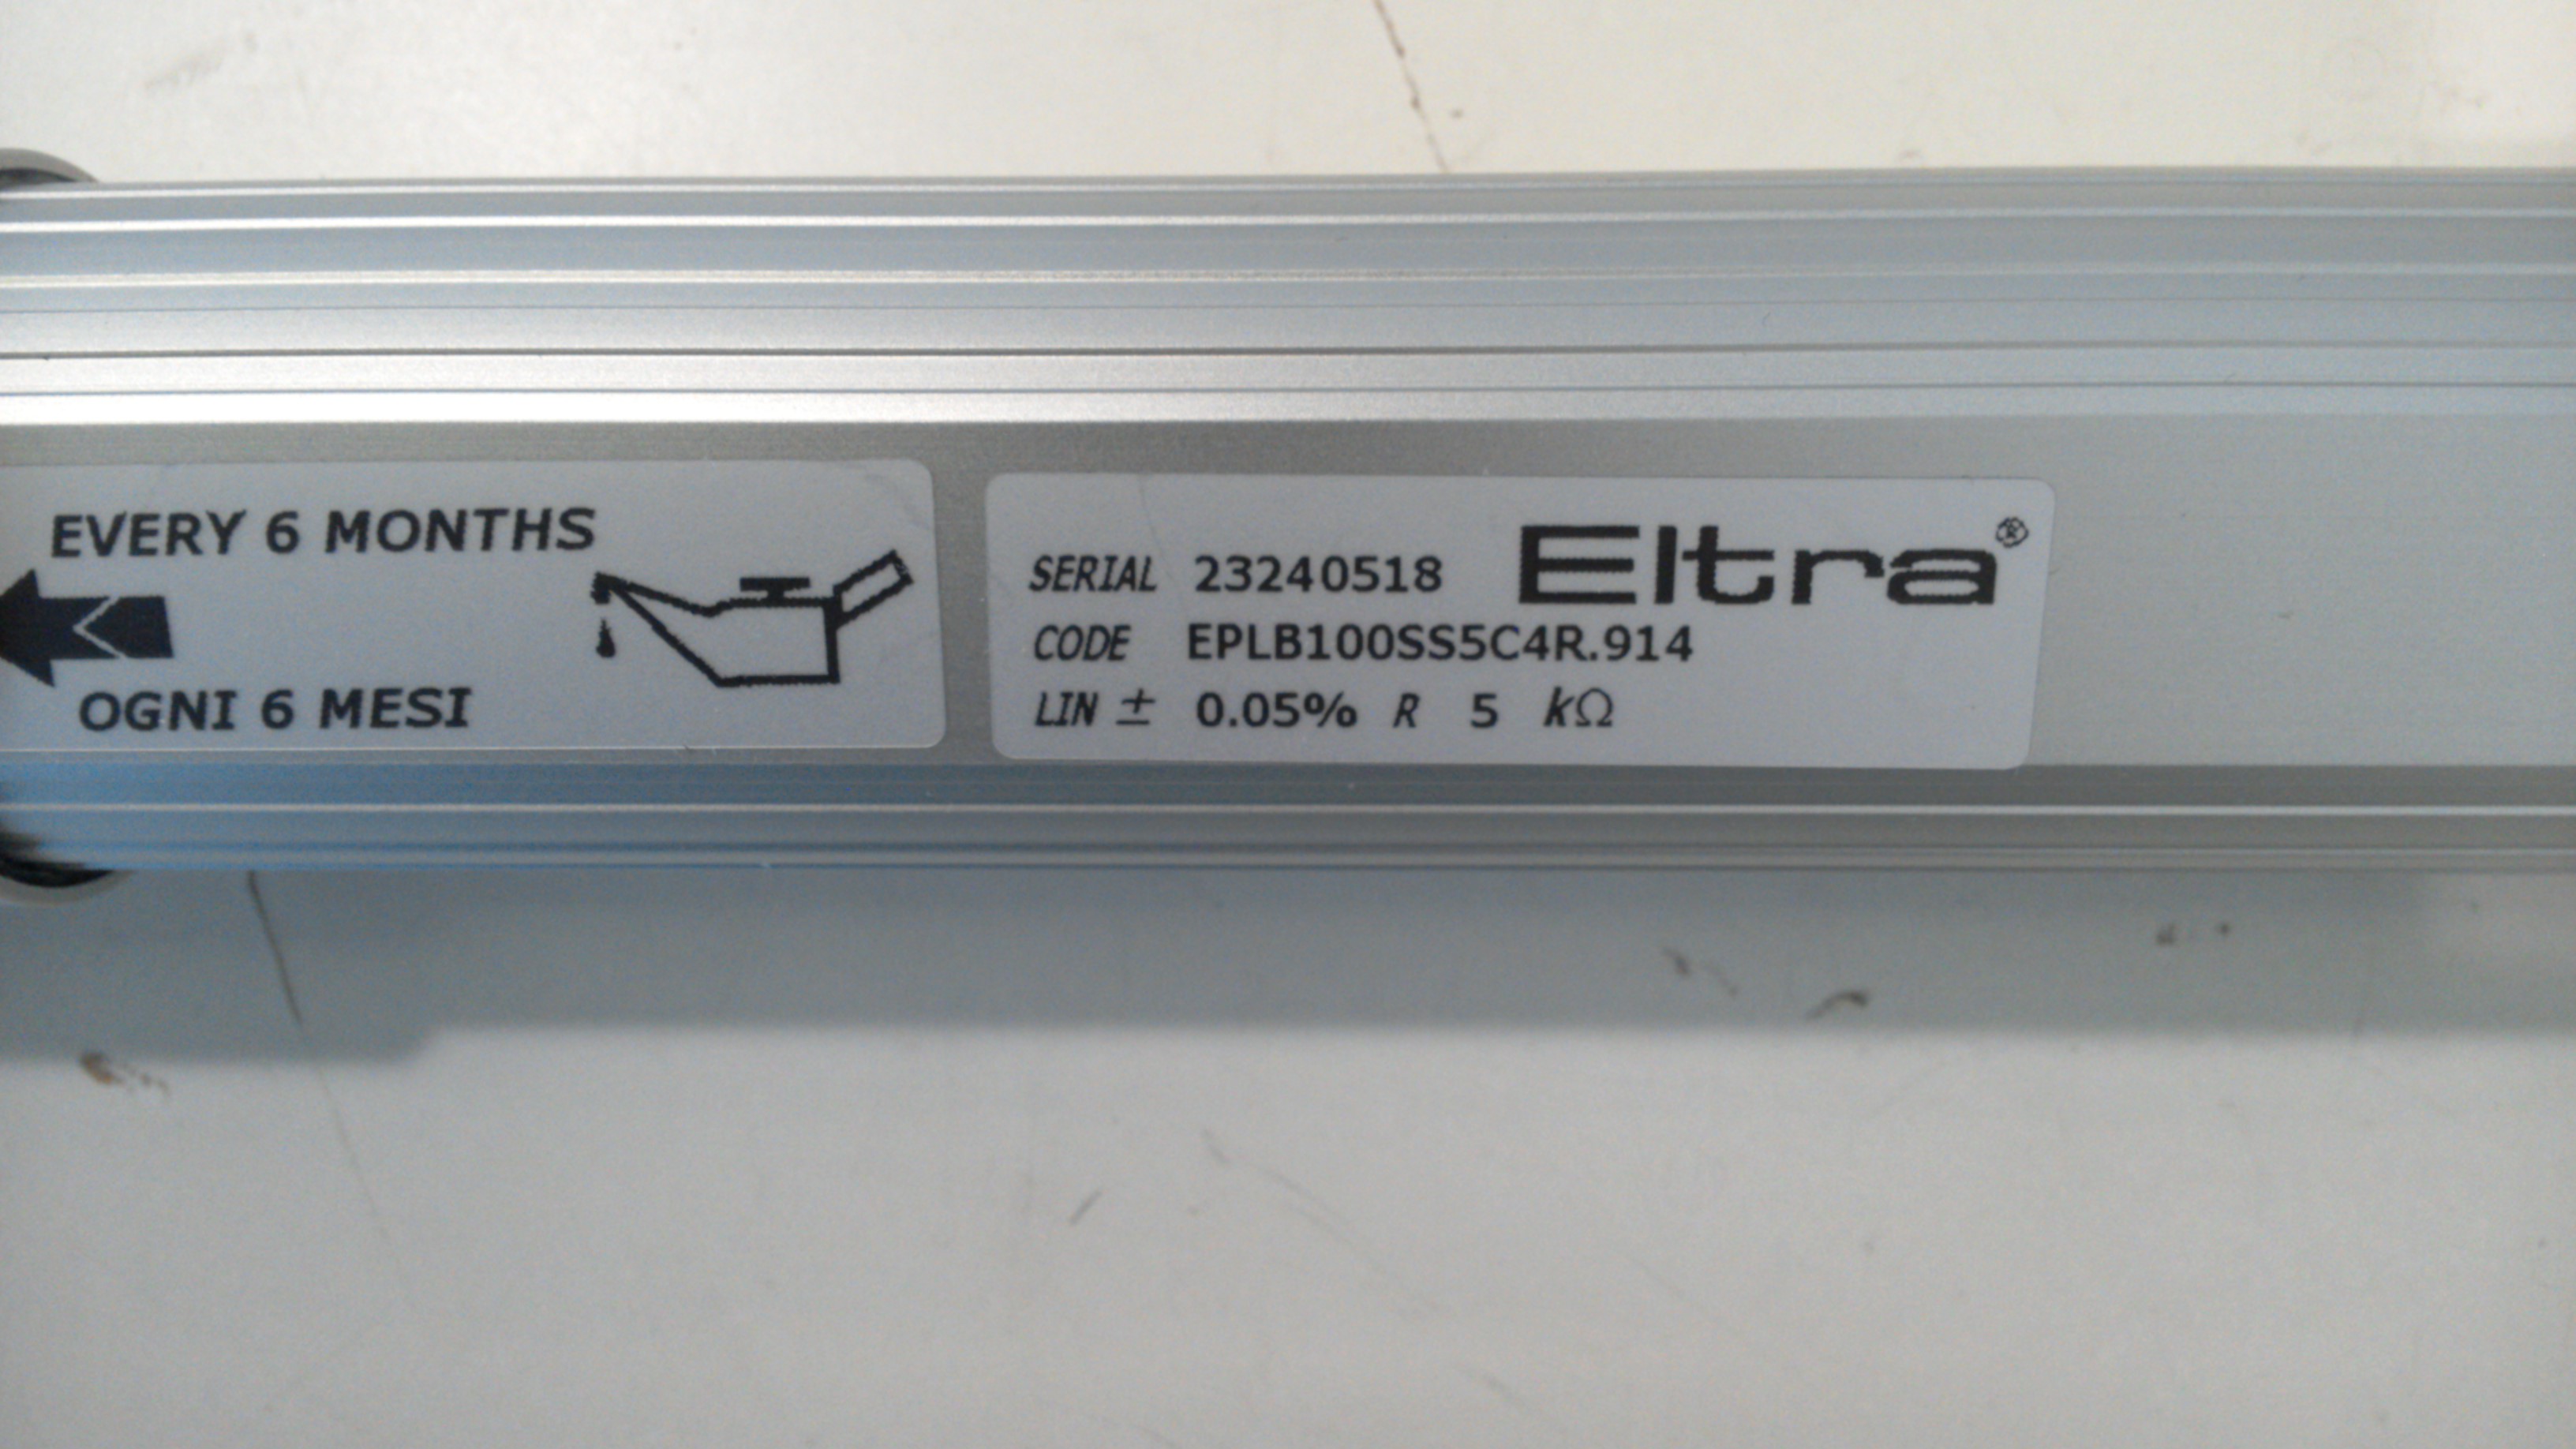 EVERY 6 MONTHS
OGNI 6 MESI
Eltra®
SERIAL 23240518
CODE EPLB100SS5C4R.914
LIN ± 0.05% R 5 kΩ